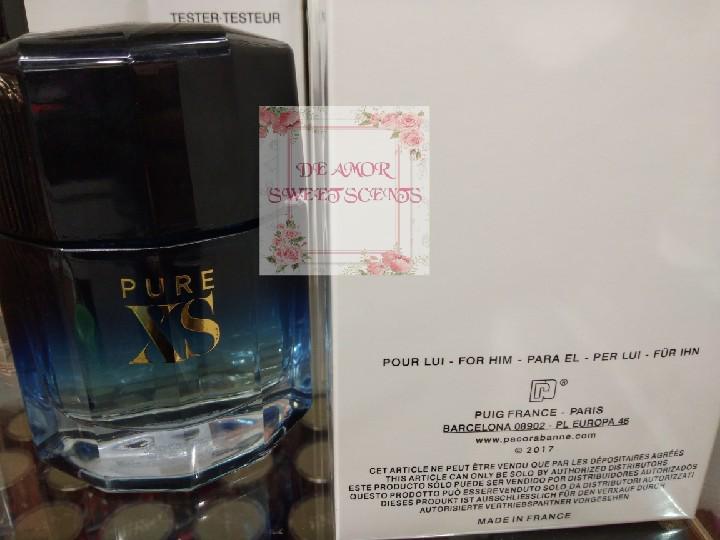 TESTER-TESTEUR
DE AMOR
SWEET SCENTS
PURE
XS
POUR LUI - FOR HIM - PARA EL - PER LUI - FÜR IHN
PUIG FRANCE - PARIS
BARCELONA 08902 - PL EUROPA 46
www.pacorabanne.com
© 2017
CET ARTICLE NE PEUT ÊTRE VENDU QUE PAR LES DÉPOSITAIRES AGRÉÉS
THIS ARTICLE CAN ONLY BE SOLD BY AUTHORIZED DISTRIBUTORS
ESTE PRODUCTO SÓLO PUEDE SER VENDIDO POR DISTRIBUIDORES AUTORIZADOS
QUESTO PRODOTTO PUÒ ESSERE VENDUTO SOLO DA DISTRIBUTORI AUTORIZZATI
DIESES PRODUKT IST AUSSCHLIESSLICH FÜR DEN VERKAUF DURCH
AUTORISIERTE VERTRIEBSPARTNER VORGESEHEN
MADE IN FRANCE